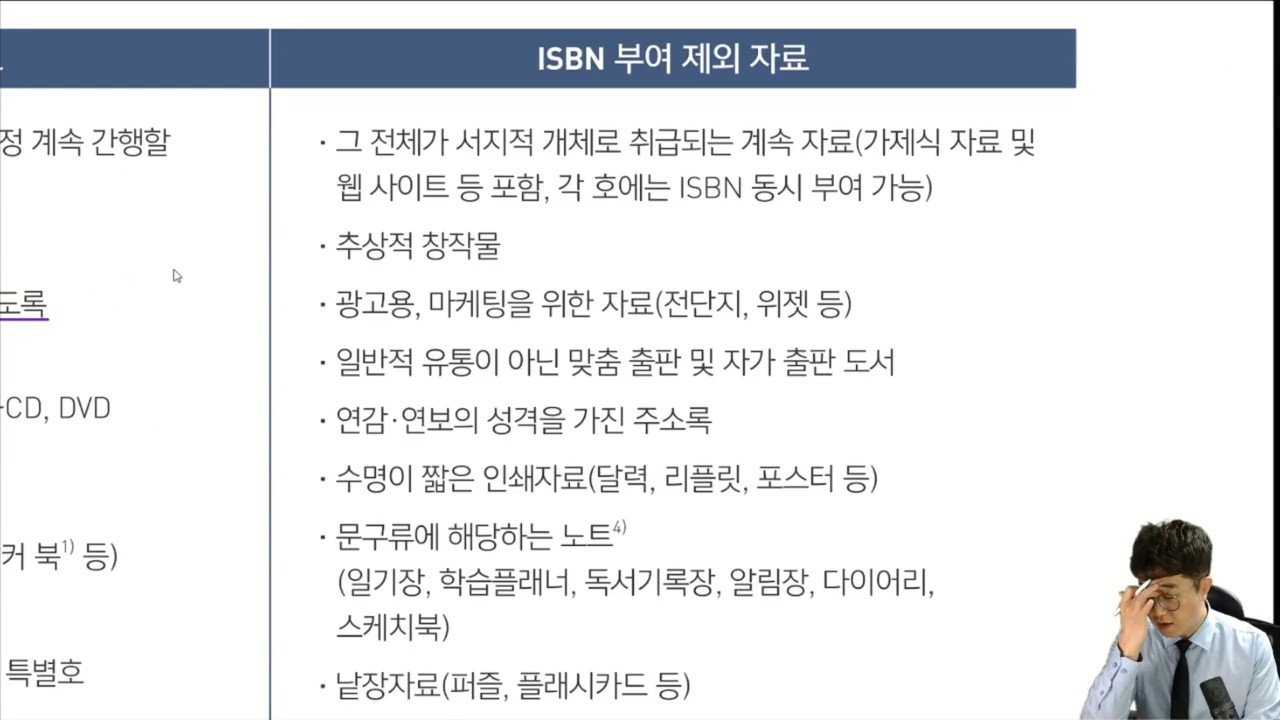 ISBN 부여 제외 자료
정 계속 간행할
· 그 전체가 서지적 개체로 취급되는 계속 자료(가제식 자료 및
웹 사이트 등 포함, 각 호에는 ISBN 동시 부여 가능)
· 추상적 창작물
도록
· 광고용, 마케팅을 위한 자료(전단지, 위젯 등)
· 일반적 유통이 아닌 맞춤 출판 및 자가 출판 도서
-CD, DVD
· 연감·연보의 성격을 가진 주소록
· 수명이 짧은 인쇄자료(달력, 리플릿, 포스터 등)
· 문구류에 해당하는 노트4)
커 북1) 등)
(일기장, 학습플래너, 독서기록장, 알림장, 다이어리,
스케치북)
특별호
· 낱장자료(퍼즐, 플래시카드 등)